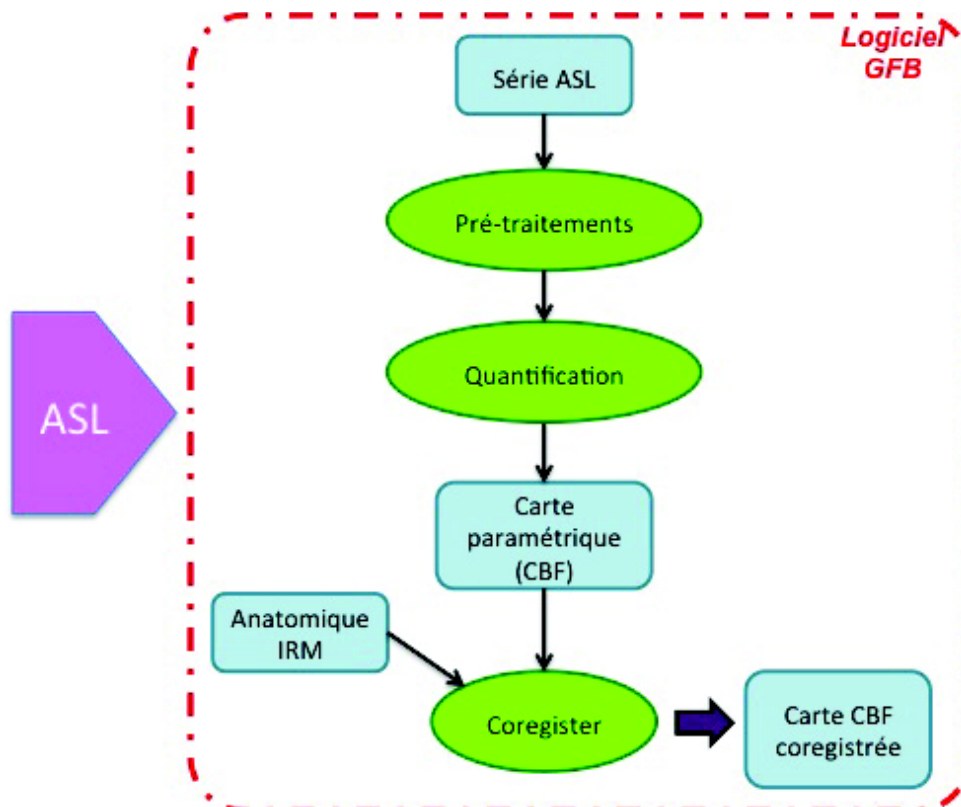 Logiciel
GFB
Série ASL
Pré-traitements
Quantification
ASL
Carte
paramétrique
(CBF)
Anatomique
IRM
Coregister
Carte CBF
coregistrée